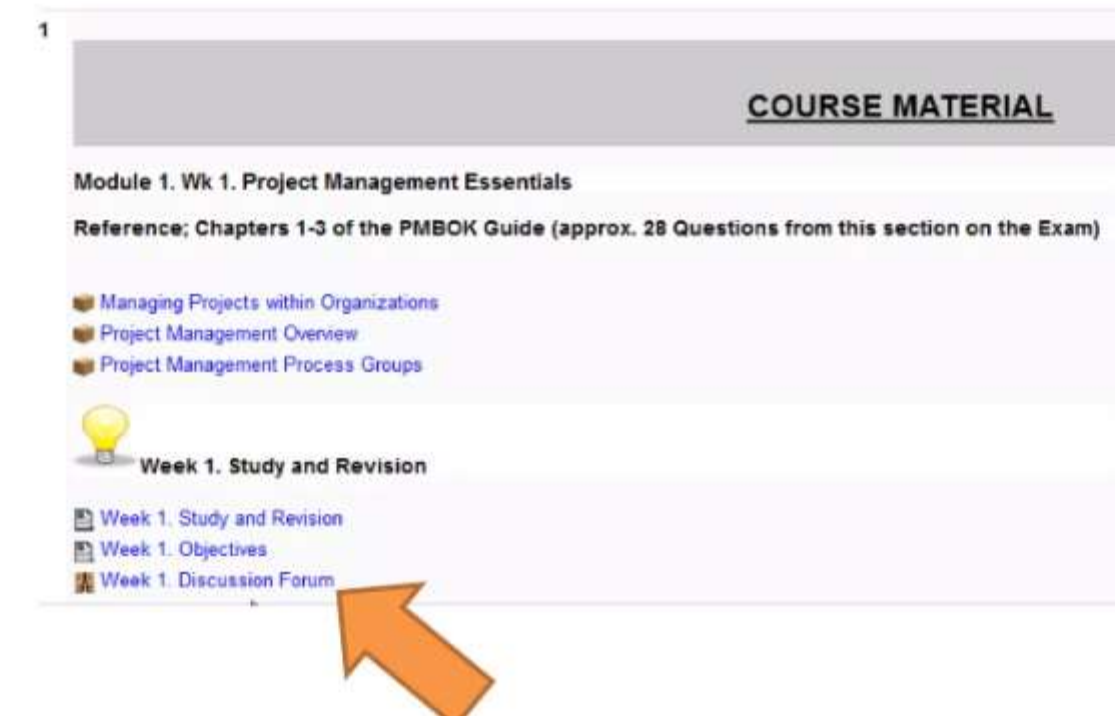 1
COURSE MATERIAL
Module 1. Wk 1. Project Management Essentials
Reference; Chapters 1-3 of the PMBOK Guide (approx. 28 Questions from this section on the Exam)
Managing Projects within Organizations
Project Management Overview
Project Management Process Groups
Week 1. Study and Revision
Week 1. Study and Revision
Week 1. Objectives
Week 1. Discussion Forum